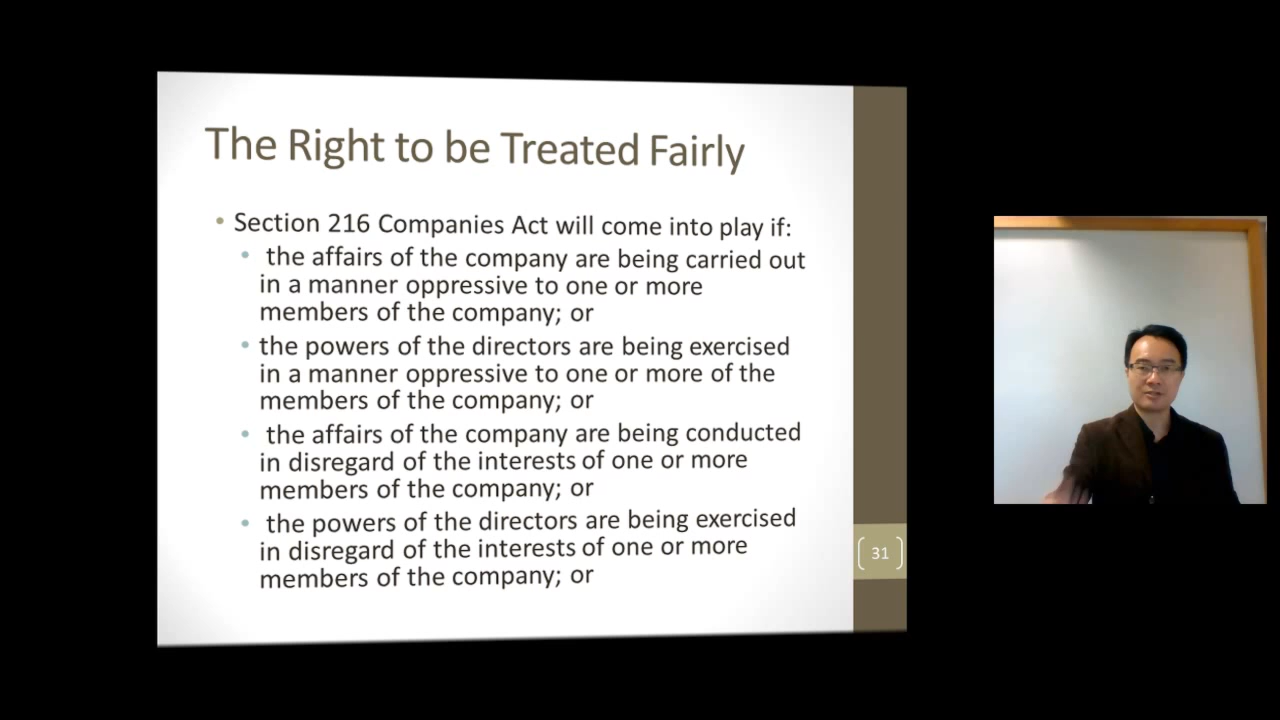 The Right to be Treated Fairly
• Section 216 Companies Act will come into play if:
• the affairs of the company are being carried out
in a manner oppressive to one or more
members of the company; or
• the powers of the directors are being exercised
in a manner oppressive to one or more of the
members of the company; or
• the affairs of the company are being conducted
in disregard of the interests of one or more
members of the company; or
• the powers of the directors are being exercised
in disregard of the interests of one or more
members of the company; or
31